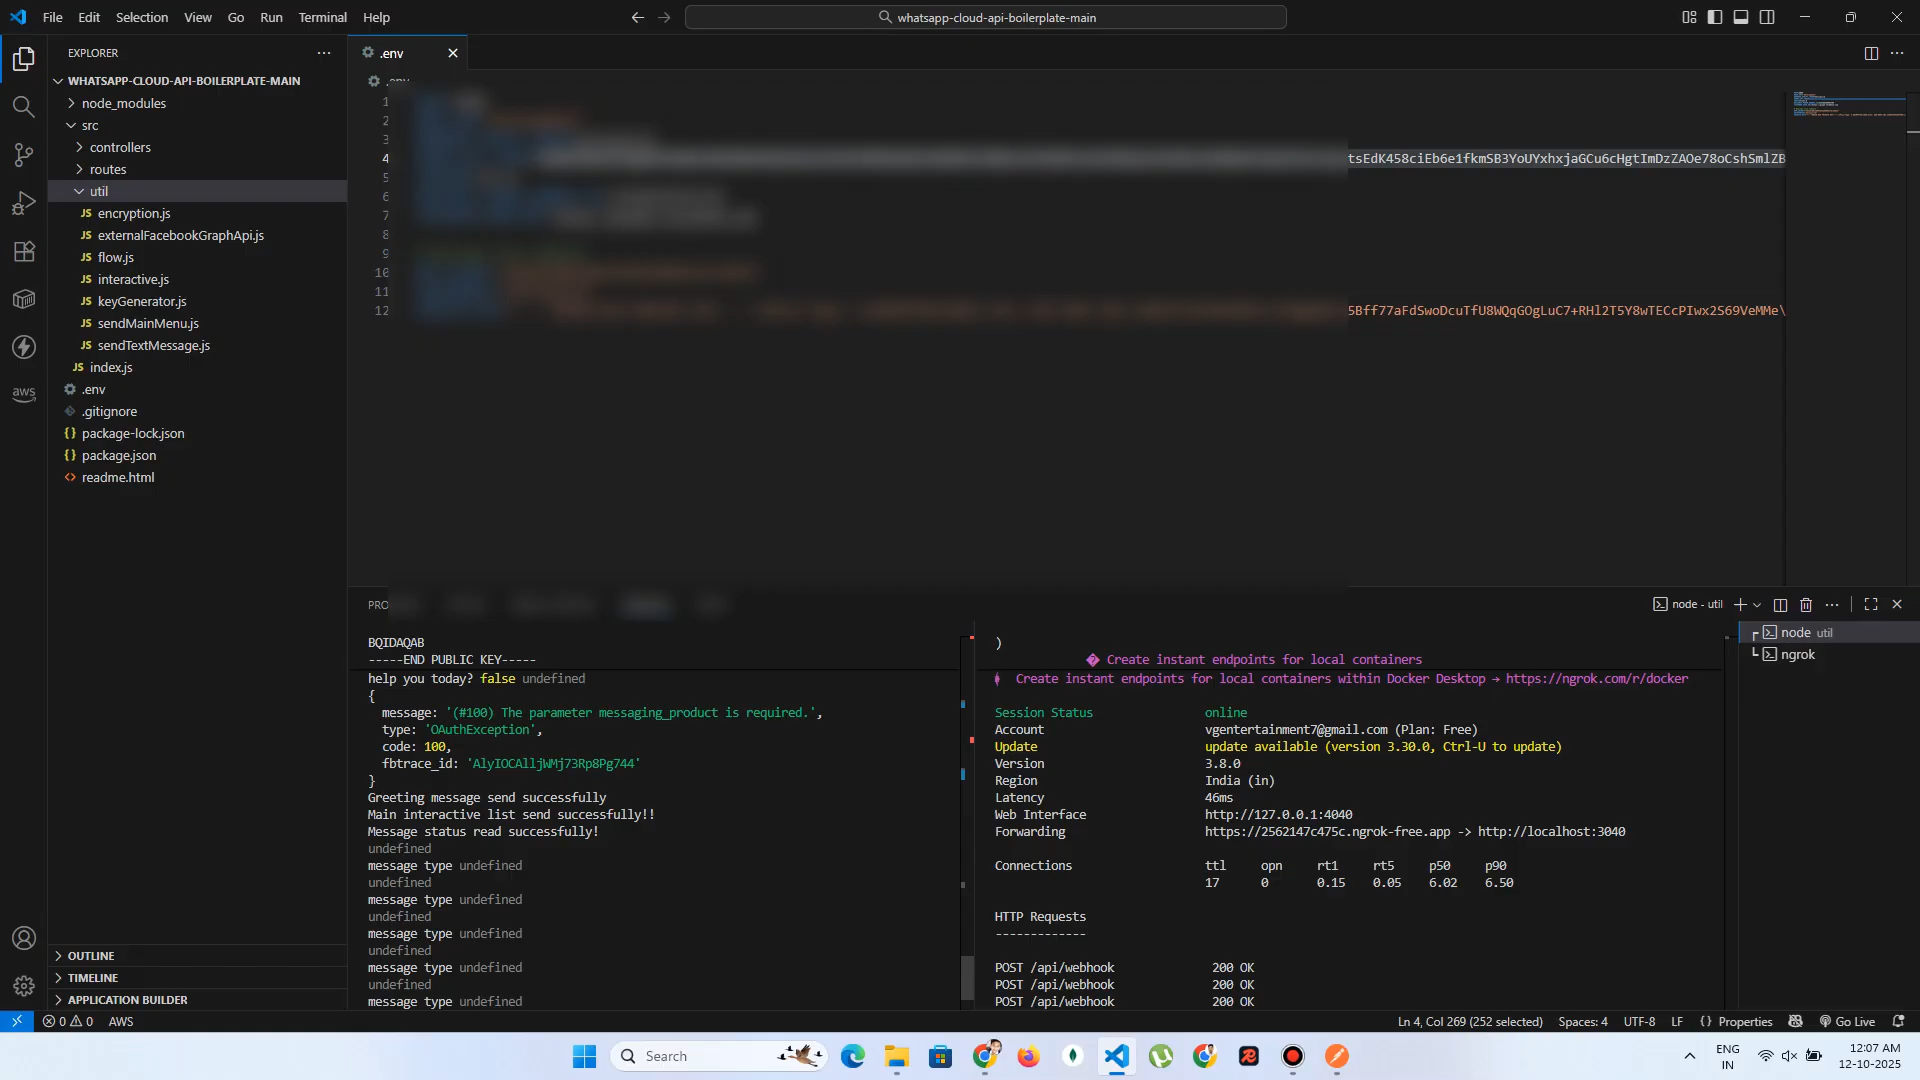 File Edit Selection View Go Run Terminal Help
whatsapp-cloud-api-boilerplate-main
EXPLORER
WHATSAPP-CLOUD-API-BOILERPLATE-MAIN
node_modules
src
controllers
routes
util
JS encryption.js
JS externalFacebookGraphApi.js
JS flow.js
JS interactive.js
JS keyGenerator.js
JS sendMainMenu.js
JS sendTextMessage.js
JS index.js
.env
.gitignore
{} package-lock.json
{} package.json
<> readme.html
OUTLINE
TIMELINE
APPLICATION BUILDER
aws
.env
1
2
3
4 tsEdK458ciEb6e1fkmSB3YoUYxhxjaGCu6cHgtImDzZAOe78oCshSmlZB
5
6
7
8
9
10
11
12 5Bff77aFdSwoDcuTfU8WQqGOgLuC7+RHl2T5Y8wTECcPIwx2S69VeMMe\
PRO
node - util
BQIDAQAB
-----END PUBLIC KEY-----
help you today? false undefined
{
message: '(#100) The parameter messaging_product is required.',
type: 'OAuthException',
code: 100,
fbtrace_id: 'AlyIOCAlljWMj73Rp8Pg744'
}
Greeting message send successfully
Main interactive list send successfully!!
Message status read successfully!
undefined
message type undefined
undefined
message type undefined
undefined
message type undefined
undefined
message type undefined
undefined
message type undefined
)
Create instant endpoints for local containers
Create instant endpoints for local containers within Docker Desktop → https://ngrok.com/r/docker
Session Status online
Account vgentertainment7@gmail.com (Plan: Free)
Update update available (version 3.30.0, Ctrl-U to update)
Version 3.8.0
Region India (in)
Latency 46ms
Web Interface http://127.0.0.1:4040
Forwarding https://2562147c475c.ngrok-free.app -> http://localhost:3040
Connections ttl opn rt1 rt5 p50 p90
17 0 0.15 0.05 6.02 6.50
HTTP Requests
-------------
POST /api/webhook 200 OK
POST /api/webhook 200 OK
POST /api/webhook 200 OK
node util
ngrok
0 0 AWS
Ln 4, Col 269 (252 selected) Spaces: 4 UTF-8 LF {} Properties Go Live
Search
ENG
IN
12:07 AM
12-10-2025